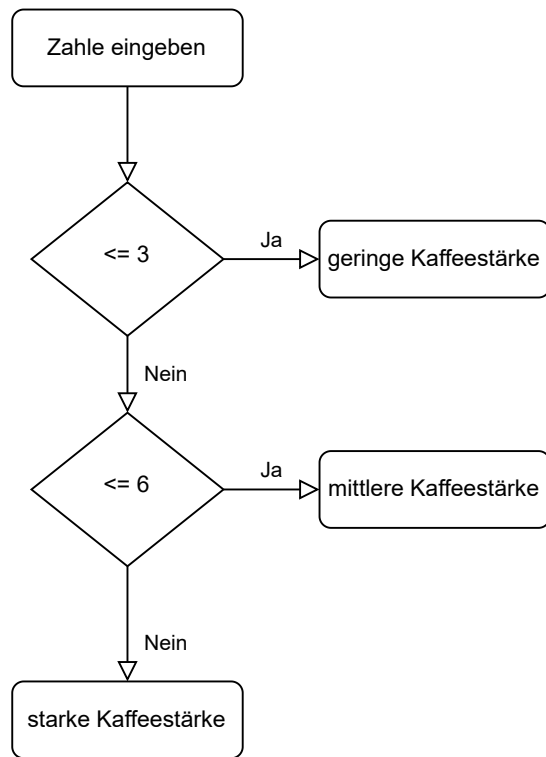 Zahle eingeben
<= 3
Ja
geringe Kaffeestärke
Nein
<= 6
Ja
mittlere Kaffeestärke
Nein
starke Kaffeestärke